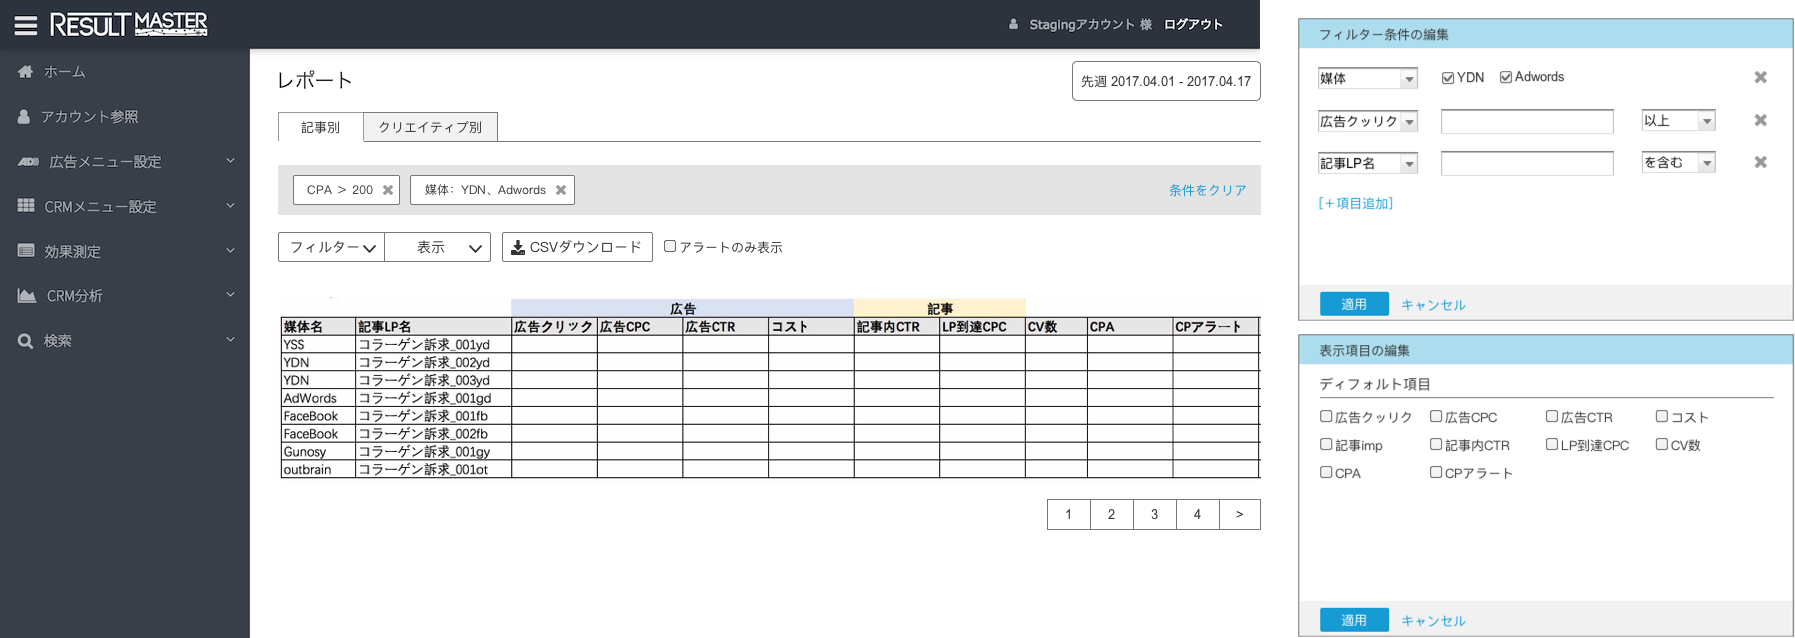 RESULT MASTER
Stagingアカウント 様 ログアウト
ホーム
アカウント参照
広告メニュー設定
CRMメニュー設定
効果測定
CRM分析
検索
レポート
先週 2017.04.01 - 2017.04.17
記事別 クリエイティブ別
CPA > 200 媒体：YDN、Adwords 条件をクリア
フィルター 表示 CSVダウンロード アラートのみ表示
広告 記事
媒体名 記事LP名 広告クリック 広告CPC 広告CTR コスト 記事内CTR LP到達CPC CV数 CPA CPアラート
YSS コラーゲン訴求_001yd
YDN コラーゲン訴求_002yd
YDN コラーゲン訴求_003yd
AdWords コラーゲン訴求_001gd
FaceBook コラーゲン訴求_001fb
FaceBook コラーゲン訴求_002fb
Gunosy コラーゲン訴求_001gy
outbrain コラーゲン訴求_001ot
1 2 3 4 >
フィルター条件の編集
媒体 YDN Adwords
広告クッリク 以上
記事LP名 を含む
[＋項目追加]
適用 キャンセル
表示項目の編集
ディフォルト項目
広告クッリク 広告CPC 広告CTR コスト
記事imp 記事内CTR LP到達CPC CV数
CPA CPアラート
適用 キャンセル